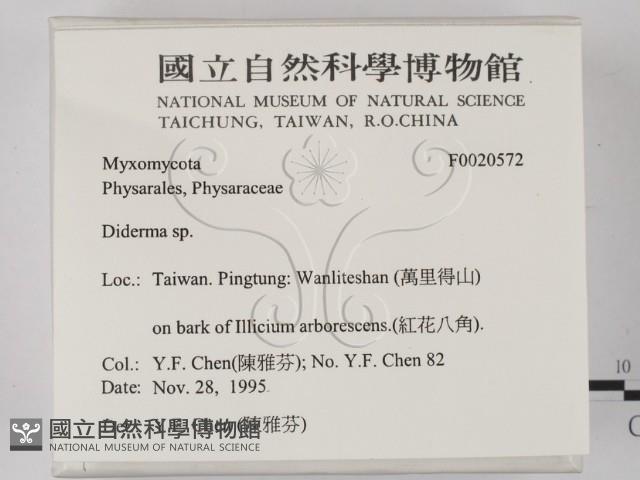 國立自然科學博物館
NATIONAL MUSEUM OF NATURAL SCIENCE
TAICHUNG, TAIWAN, R.O.CHINA
Myxomycota F0020572
Physarales, Physaraceae
Diderma sp.
Loc.: Taiwan. Pingtung: Wanliteshan (萬里得山)
on bark of Illicium arborescens.(紅花八角).
Col.: Y.F. Chen(陳雅芬); No. Y.F. Chen 82
Date: Nov. 28, 1995
Y.F. Chen (陳雅芬)
國立自然科學博物館
NATIONAL MUSEUM OF NATURAL SCIENCE
10